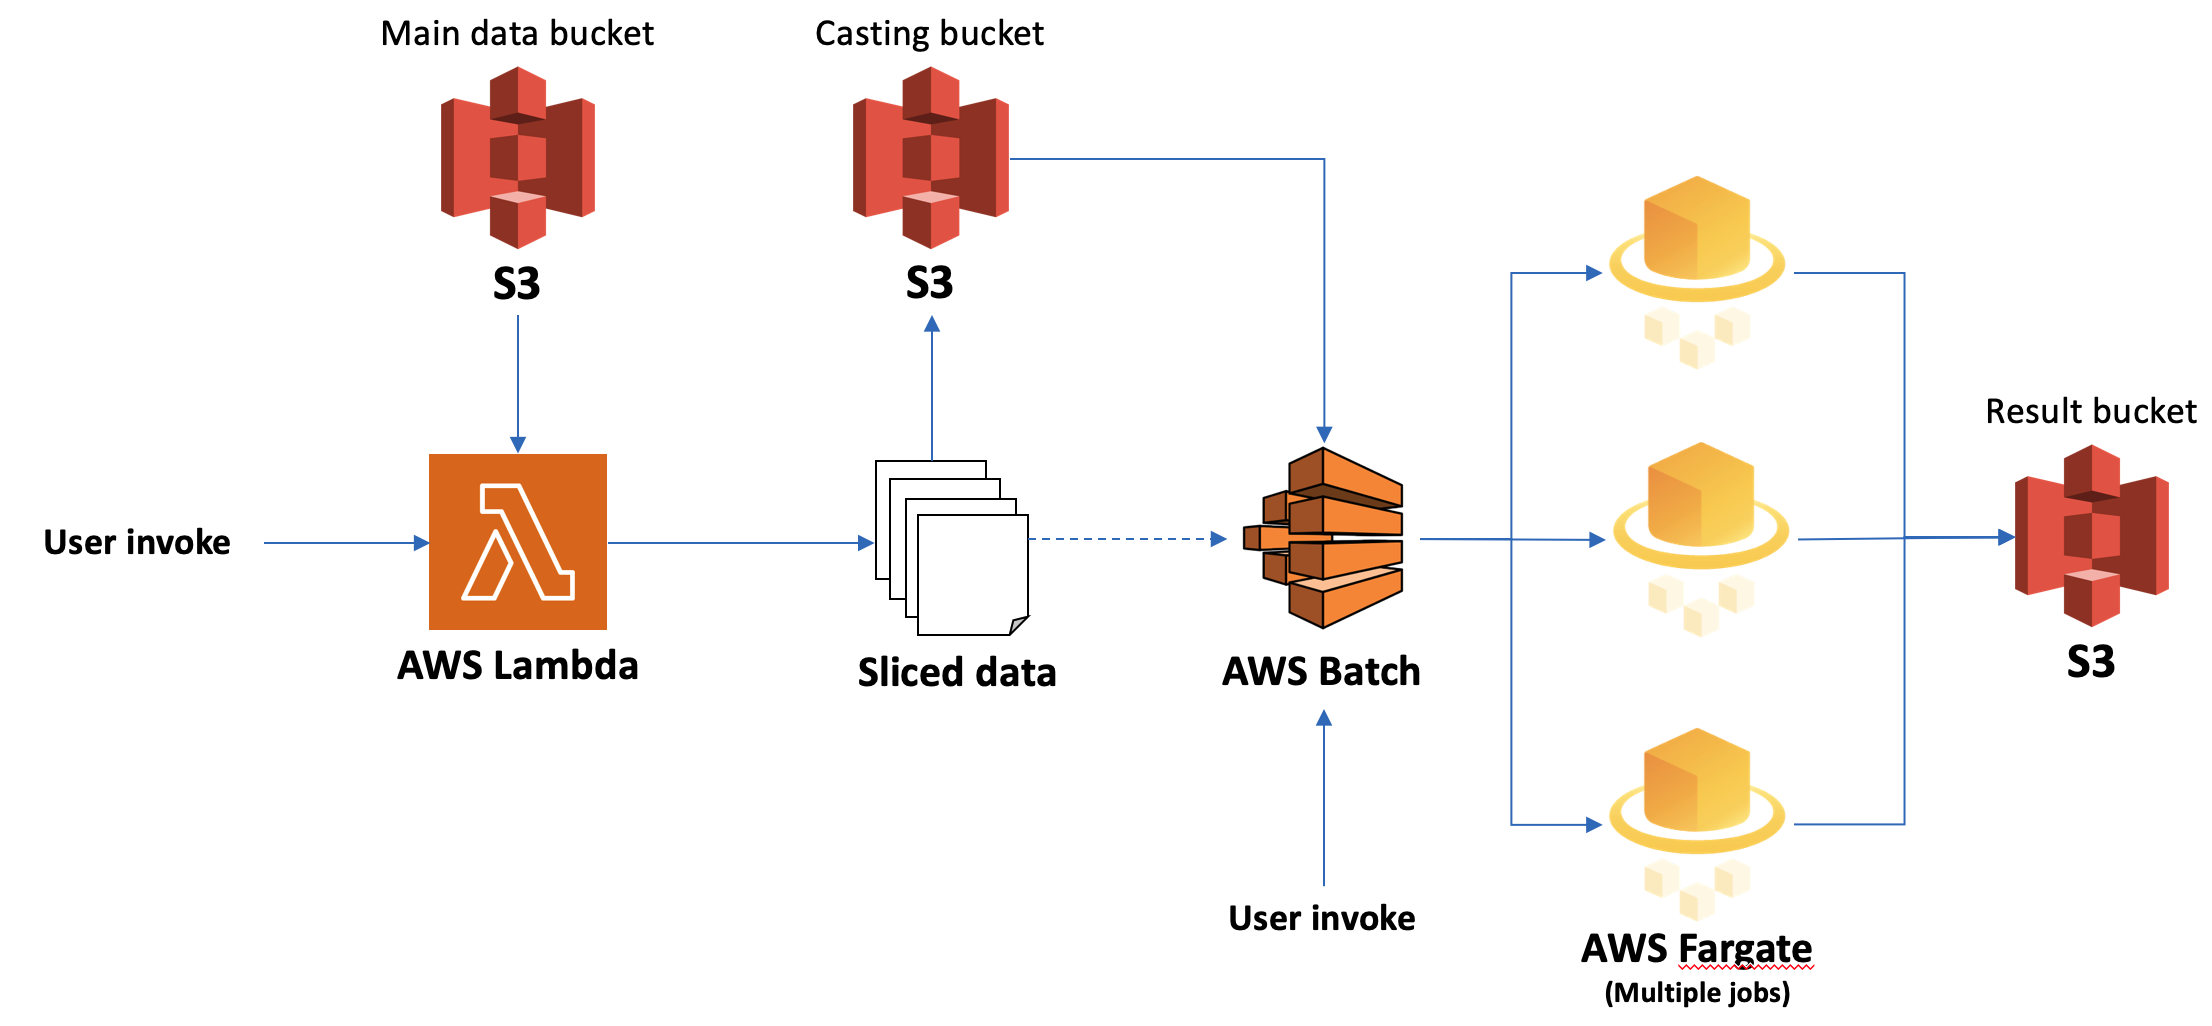 Main data bucket
Casting bucket
S3
S3
Result bucket
User invoke
AWS Lambda
Sliced data
AWS Batch
S3
User invoke
AWS Fargate
(Multiple jobs)